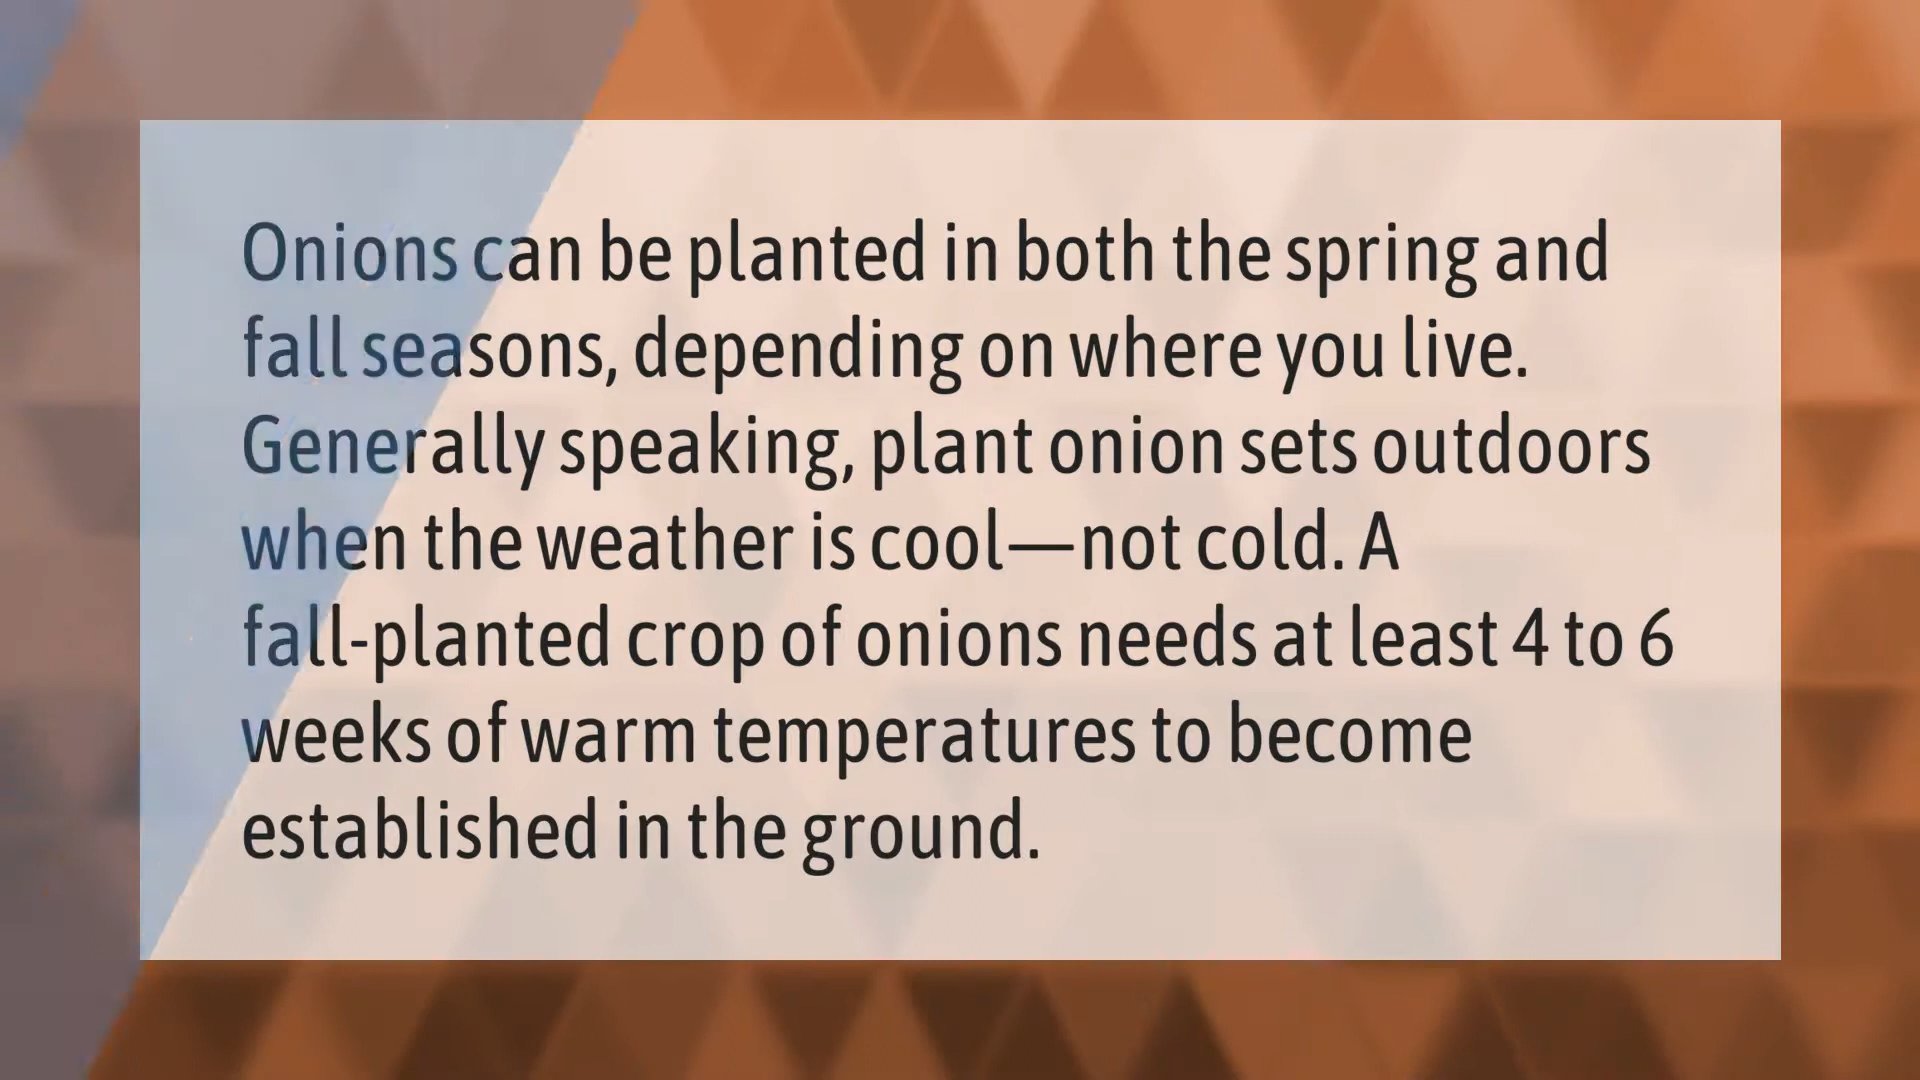 Onions can be planted in both the spring and
fall seasons, depending on where you live.
Generally speaking, plant onion sets outdoors
when the weather is cool—not cold. A
fall-planted crop of onions needs at least 4 to 6
weeks of warm temperatures to become
established in the ground.